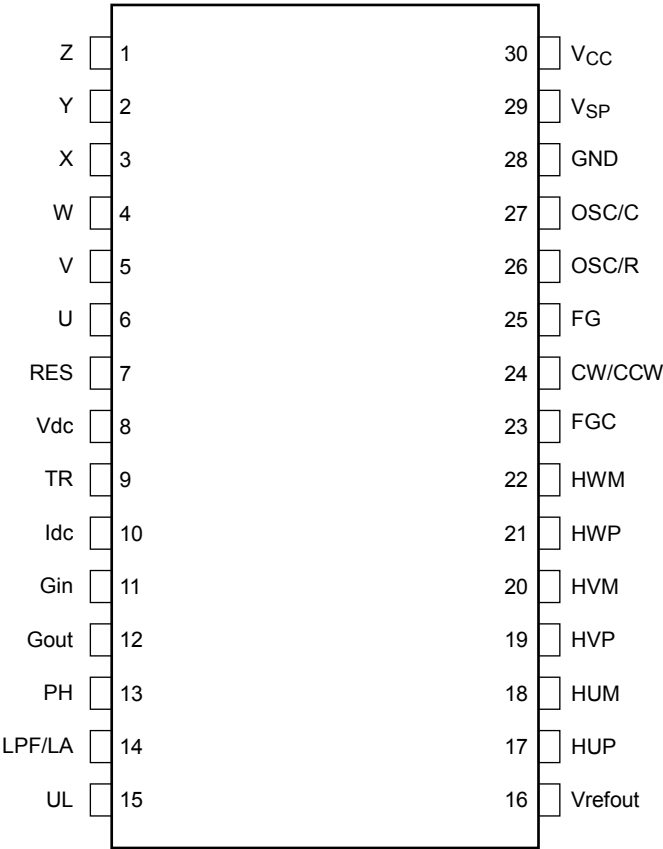 Z 1 30 VCC
Y 2 29 VSP
X 3 28 GND
W 4 27 OSC/C
V 5 26 OSC/R
U 6 25 FG
RES 7 24 CW/CCW
Vdc 8 23 FGC
TR 9 22 HWM
Idc 10 21 HWP
Gin 11 20 HVM
Gout 12 19 HVP
PH 13 18 HUM
LPF/LA 14 17 HUP
UL 15 16 Vrefout